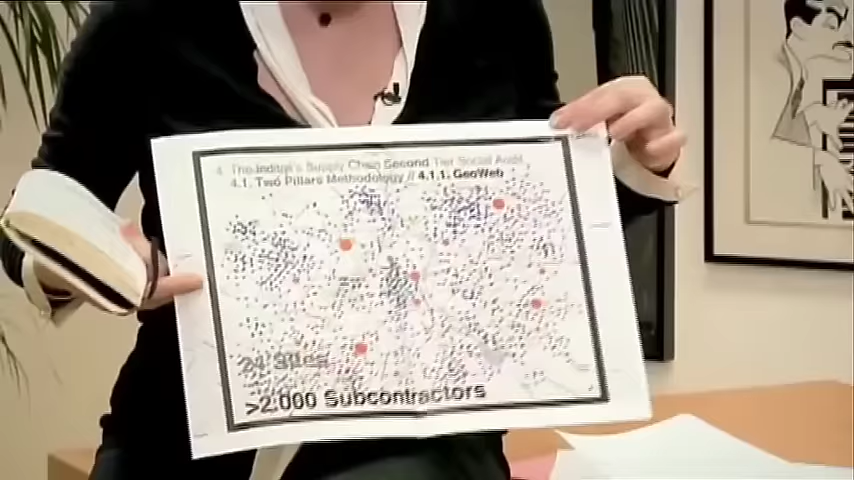 4. The Inditex's Supply Chain Second Tier Social Audit
4.1. Two Pillars Methodology // 4.1.1. GeoWeb
>2.000 Subcontractors